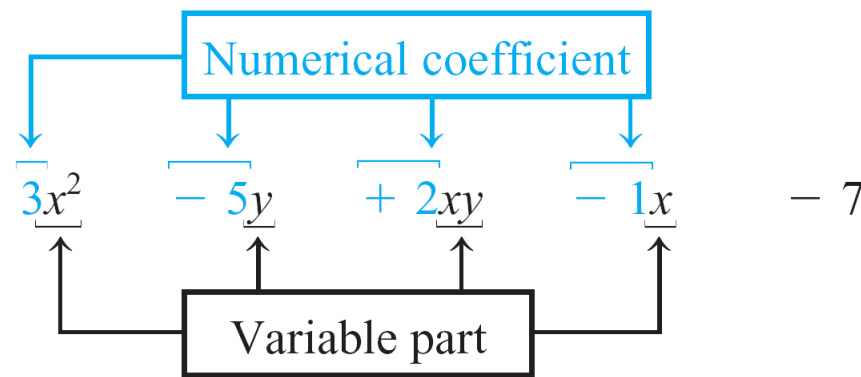 Numerical coefficient
3x² − 5y + 2xy − 1x − 7
Variable part